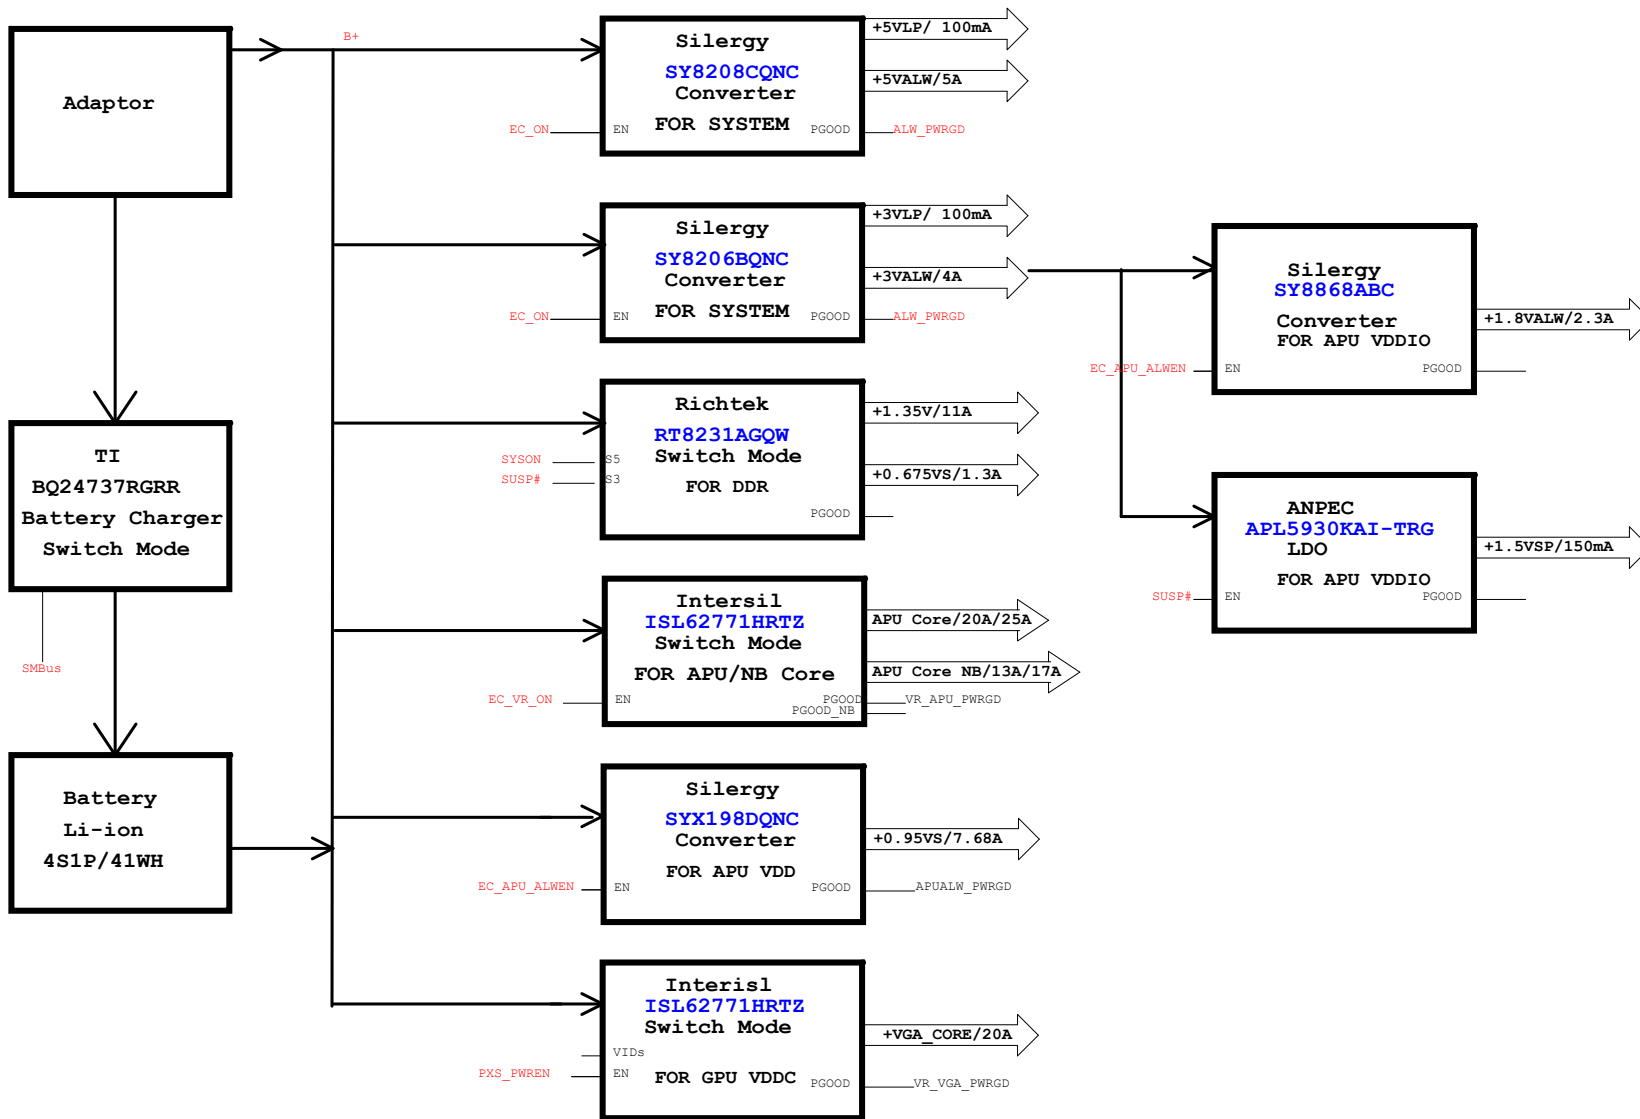 Adaptor
B+
TI
BQ24737RGRR
Battery Charger
Switch Mode
SMBus
Battery
Li-ion
4S1P/41WH
Silergy
SY8208CQNC
Converter
FOR SYSTEM
EC_ON
EN
PGOOD
ALW_PWRGD
+5VLP/ 100mA
+5VALW/5A
Silergy
SY8206BQNC
Converter
FOR SYSTEM
EC_ON
EN
PGOOD
ALW_PWRGD
+3VLP/ 100mA
+3VALW/4A
Richtek
RT8231AGQW
Switch Mode
FOR DDR
SYSON
S5
SUSP#
S3
PGOOD
+1.35V/11A
+0.675VS/1.3A
Intersil
ISL62771HRTZ
Switch Mode
FOR APU/NB Core
EC_VR_ON
EN
PGOOD
VR_APU_PWRGD
PGOOD_NB
APU Core/20A/25A
APU Core NB/13A/17A
Silergy
SYX198DQNC
Converter
FOR APU VDD
EC_APU_ALWEN
EN
PGOOD
APUALW_PWRGD
+0.95VS/7.68A
Interisl
ISL62771HRTZ
Switch Mode
FOR GPU VDDC
VIDs
PXS_PWREN
EN
PGOOD
VR_VGA_PWRGD
+VGA_CORE/20A
Silergy
SY8868ABC
Converter
FOR APU VDDIO
EC_APU_ALWEN
EN
PGOOD
+1.8VALW/2.3A
ANPEC
APL5930KAI-TRG
LDO
FOR APU VDDIO
SUSP#
EN
PGOOD
+1.5VSP/150mA